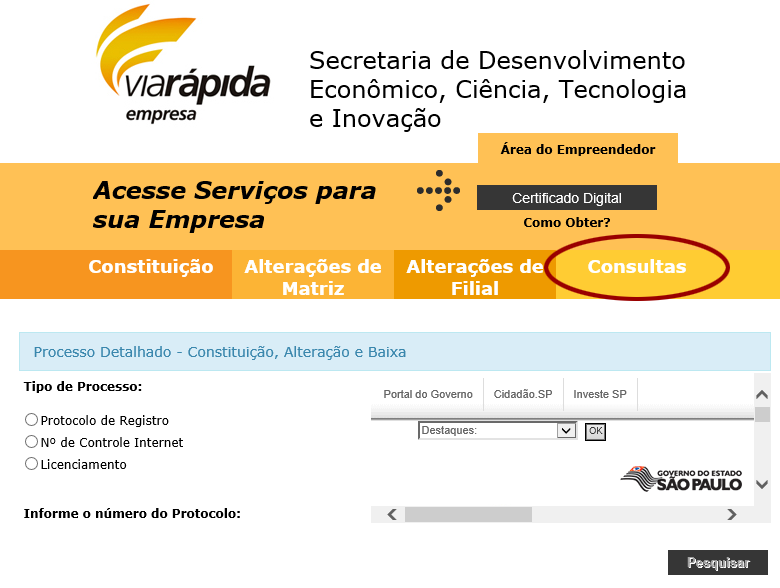 viarápida
empresa
Secretaria de Desenvolvimento
Econômico, Ciência, Tecnologia
e Inovação
Área do Empreendedor
Acesse Serviços para
sua Empresa
Certificado Digital
Como Obter?
Constituição
Alterações de
Matriz
Alterações de
Filial
Consultas
Processo Detalhado - Constituição, Alteração e Baixa
Tipo de Processo:
Protocolo de Registro
Nº de Controle Internet
Licenciamento
Portal do Governo
Cidadão.SP
Investe SP
Destaques:
OK
GOVERNO DO ESTADO
SÃO PAULO
Informe o número do Protocolo:
Pesquisar